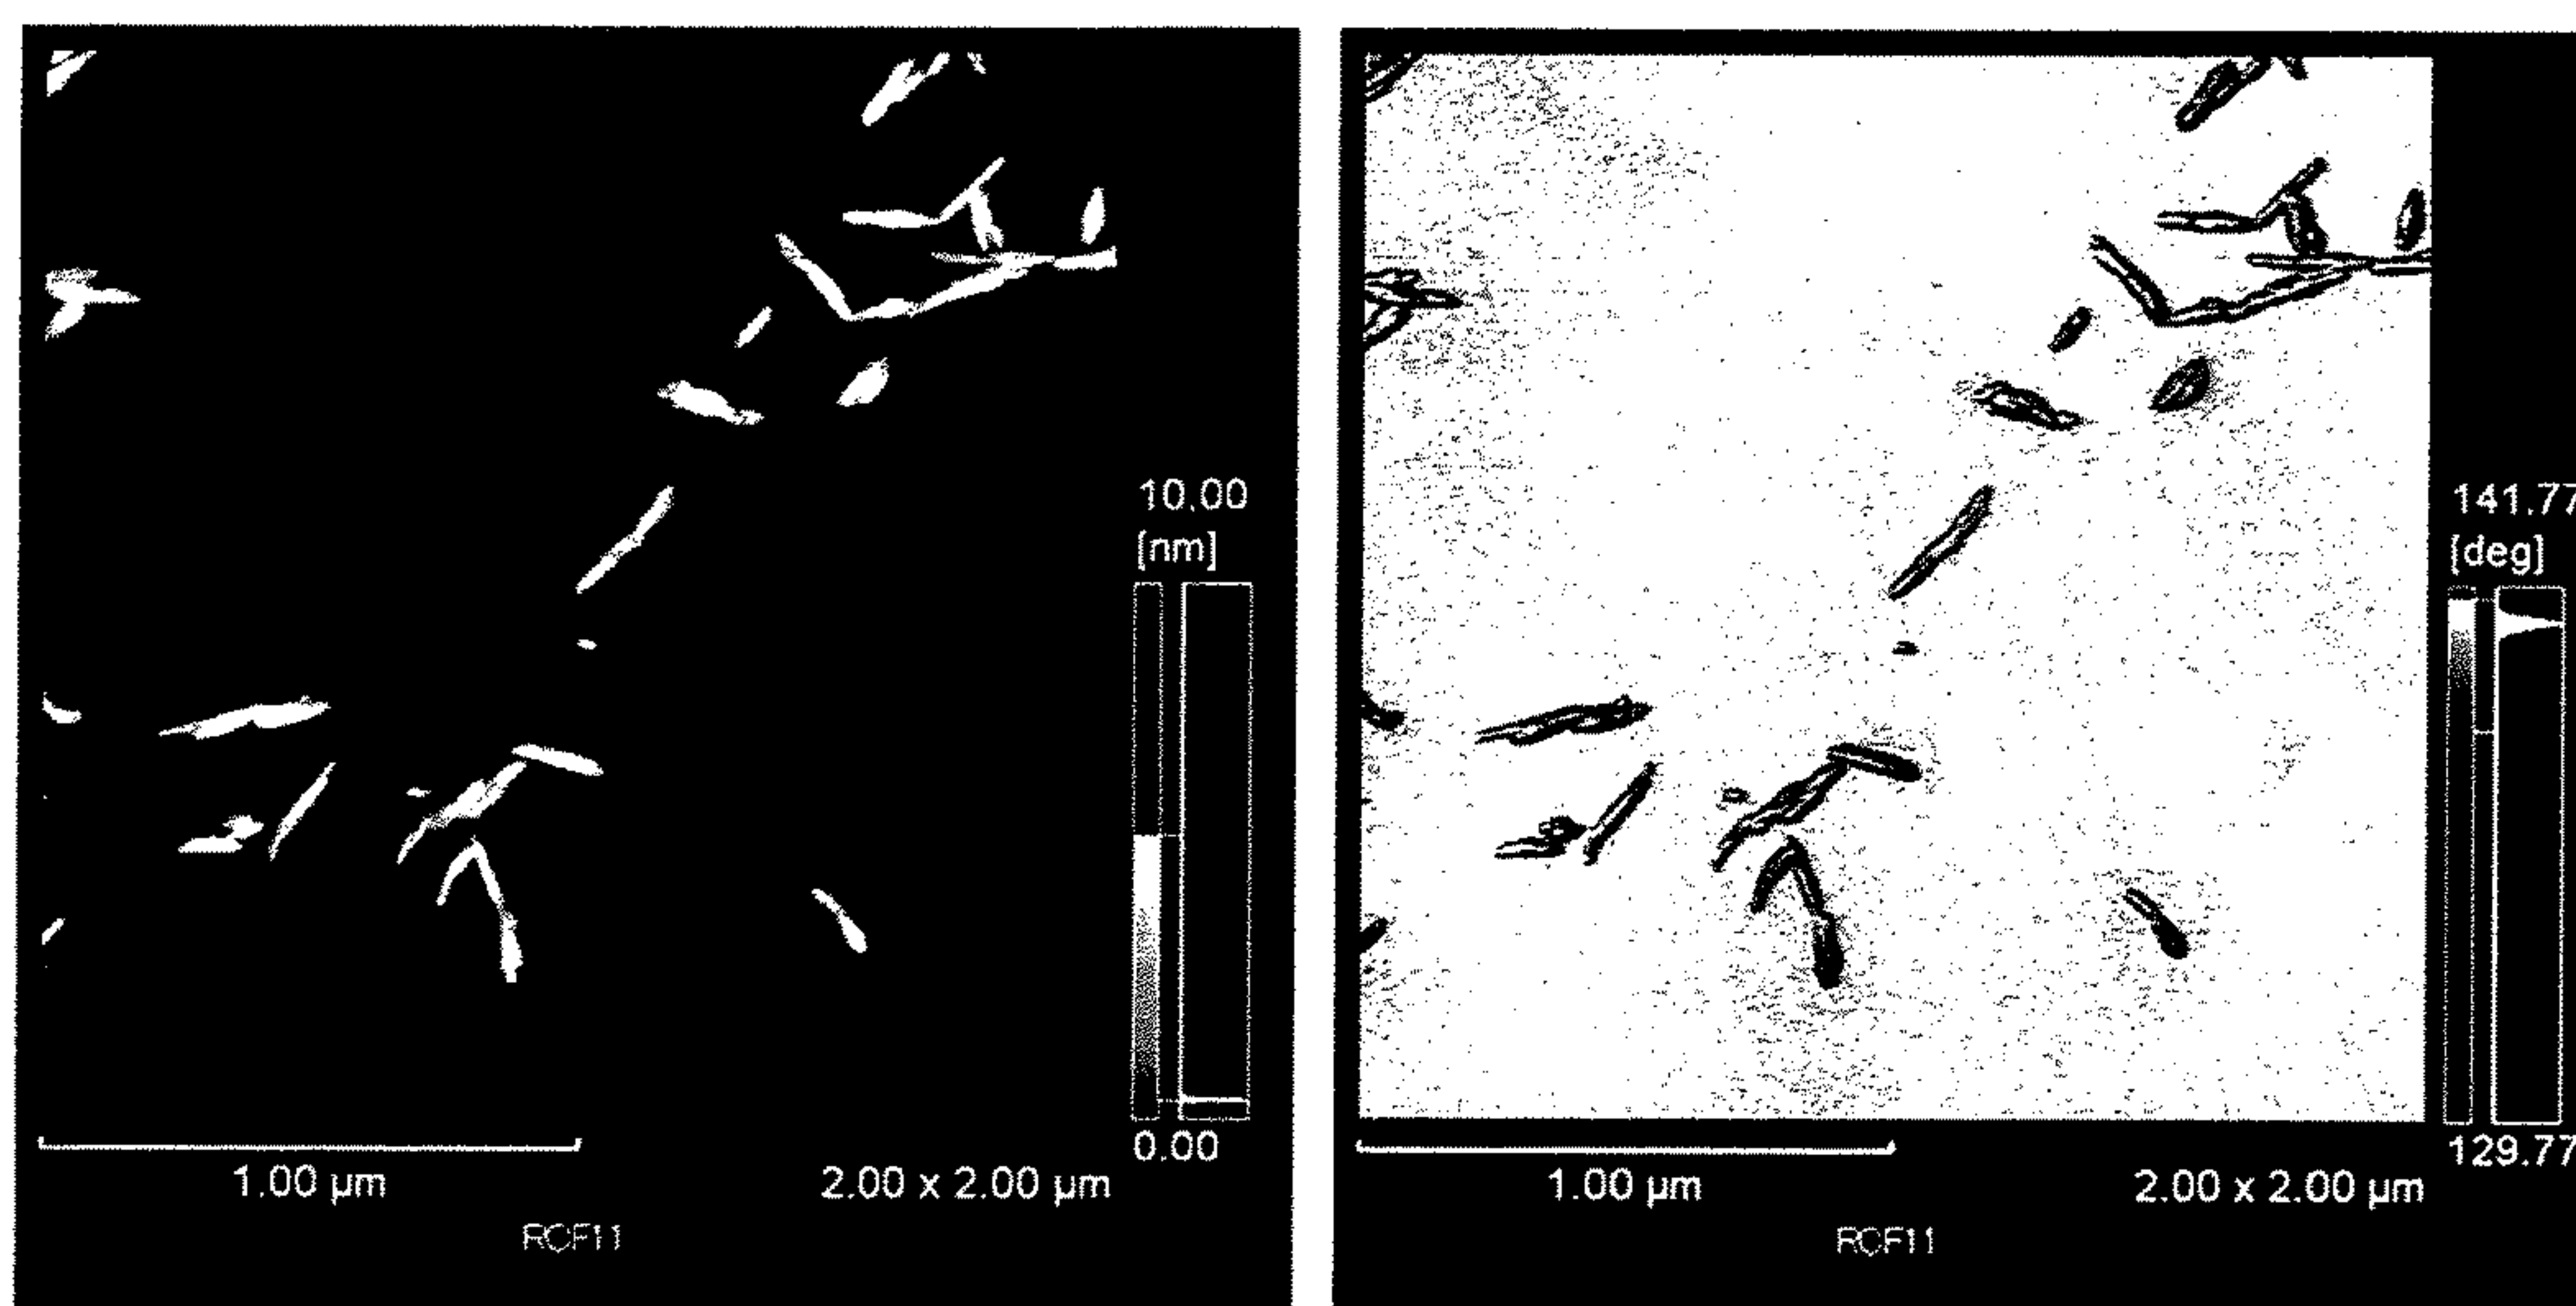 10.00
[nm]
0.00
1.00 µm
2.00 x 2.00 µm
RCF11
141.77
[deg]
129.77
1.00 µm
2.00 x 2.00 µm
RCF11